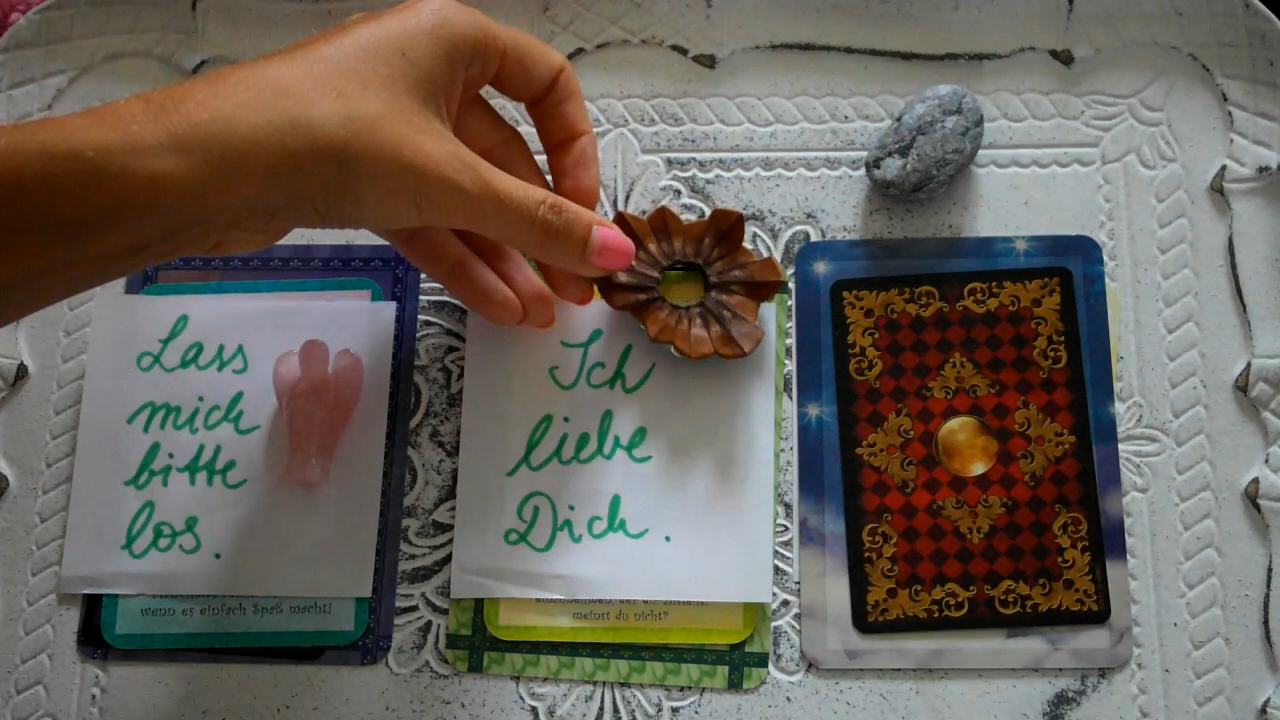 Lass
mich
bitte
los.
wenn es einfach Spaß macht!
Ich
liebe
Dich.
meinst du nicht?